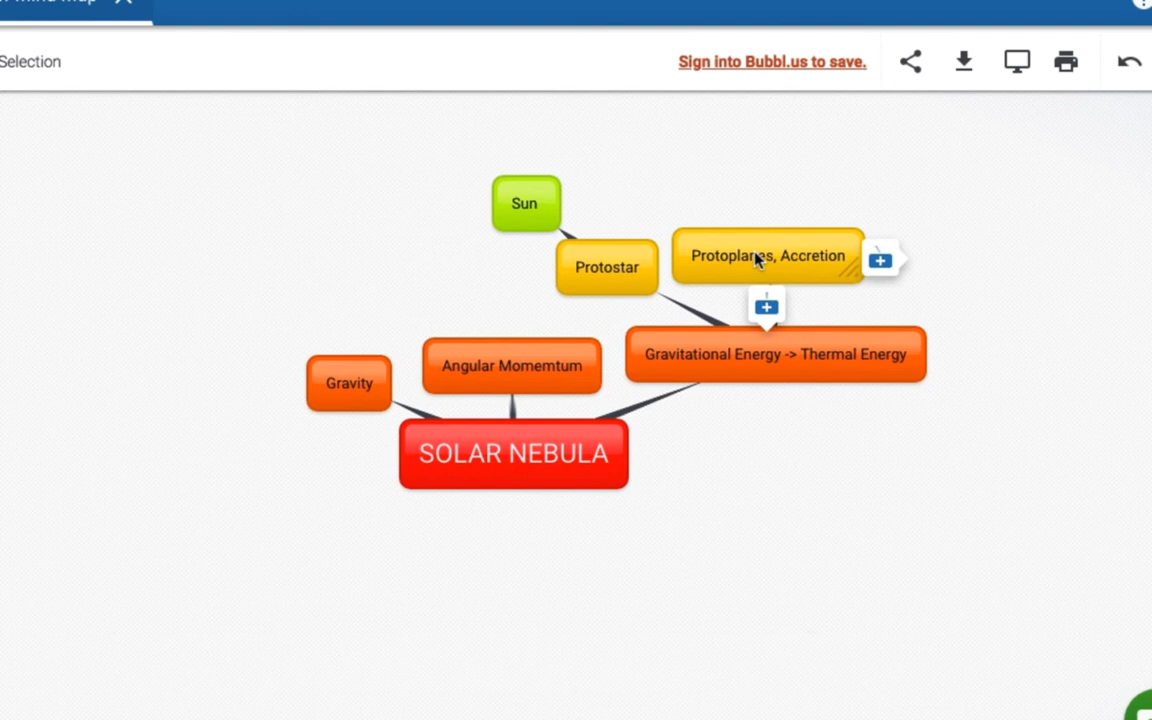 Selection
Sign into Bubbl.us to save.
Sun
Protostar
Accretion
Gravitational Energy -> Thermal Energy
Angular Momemtum
Gravity
SOLAR NEBULA